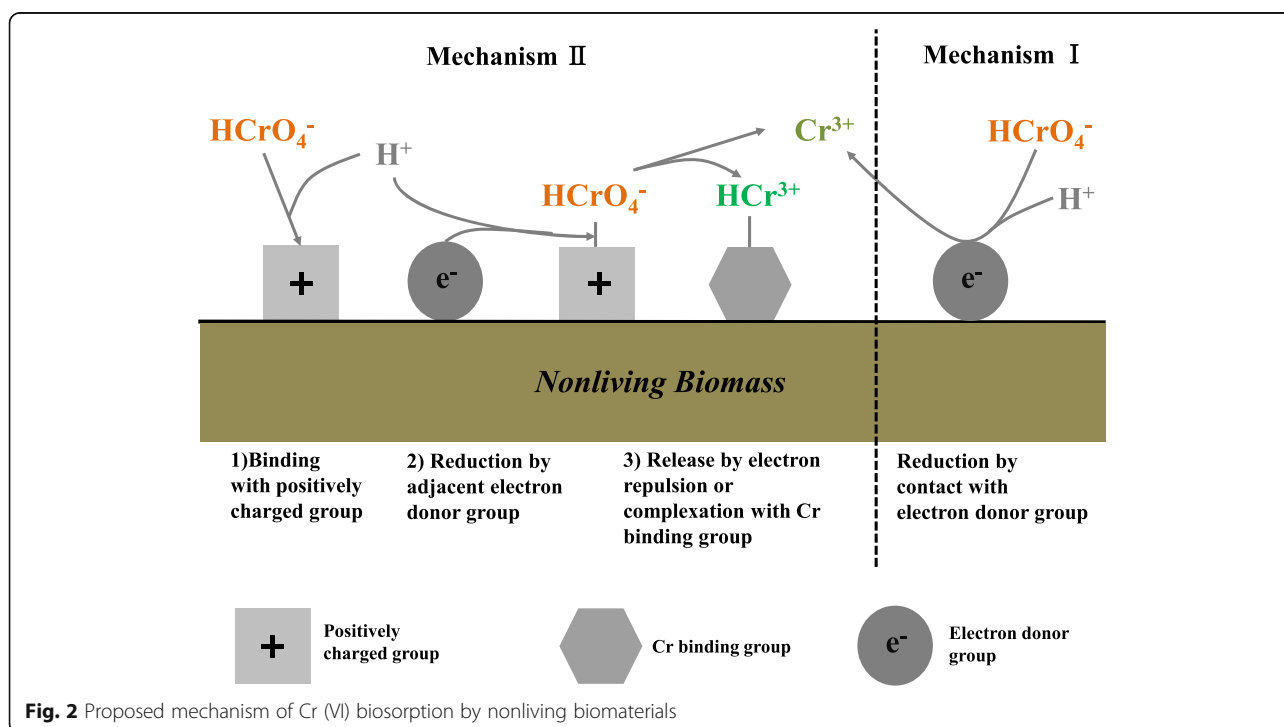 Mechanism Ⅱ
Mechanism Ⅰ
HCrO₄⁻
H⁺
HCrO₄⁻
HCr³⁺
Cr³⁺
HCrO₄⁻
H⁺
+
e⁻
+
e⁻
Nonliving Biomass
1)Binding
with positively
charged group
2) Reduction by
adjacent electron
donor group
3) Release by electron
repulsion or
complexation with Cr
binding group
Reduction by
contact with
electron donor group
+
Positively
charged group
Cr binding group
e⁻
Electron donor
group
Fig. 2 Proposed mechanism of Cr (VI) biosorption by nonliving biomaterials